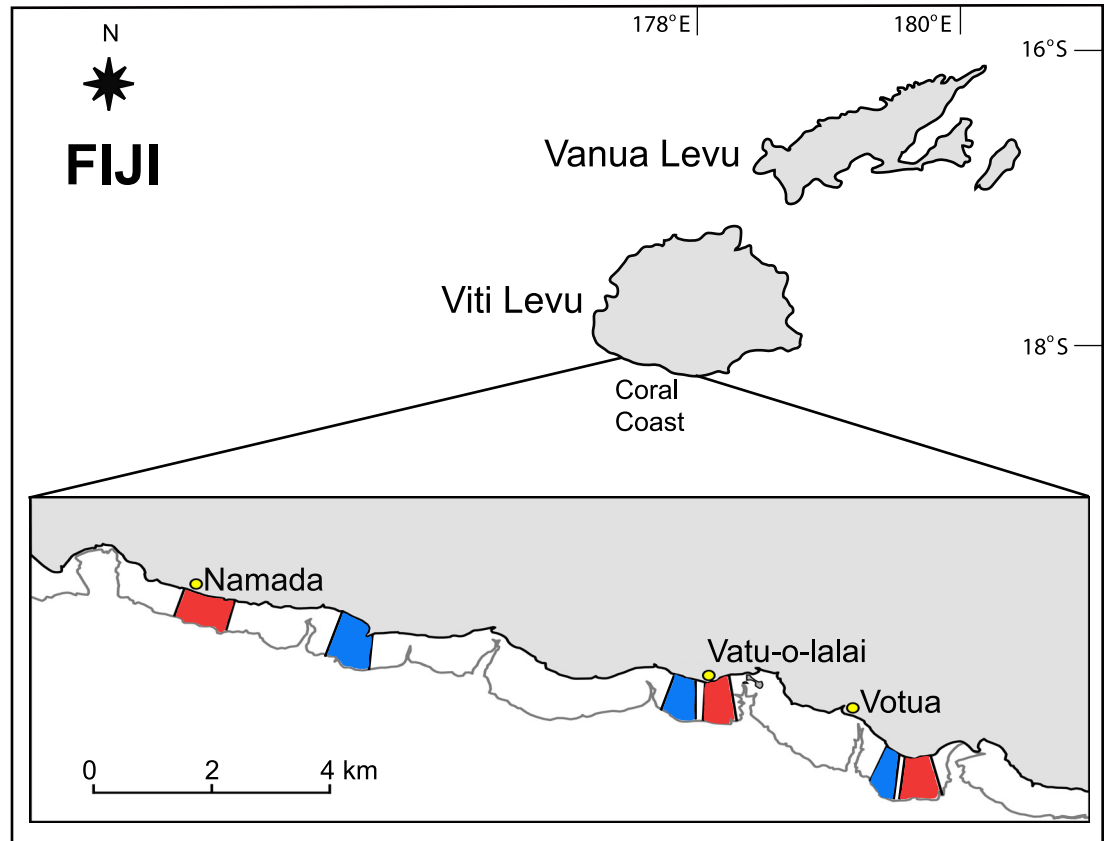 N
FIJI
178°E
180°E
16°S
Vanua Levu
Viti Levu
18°S
Coral
Coast
Namada
Vatu-o-lalai
Votua
0 2 4 km